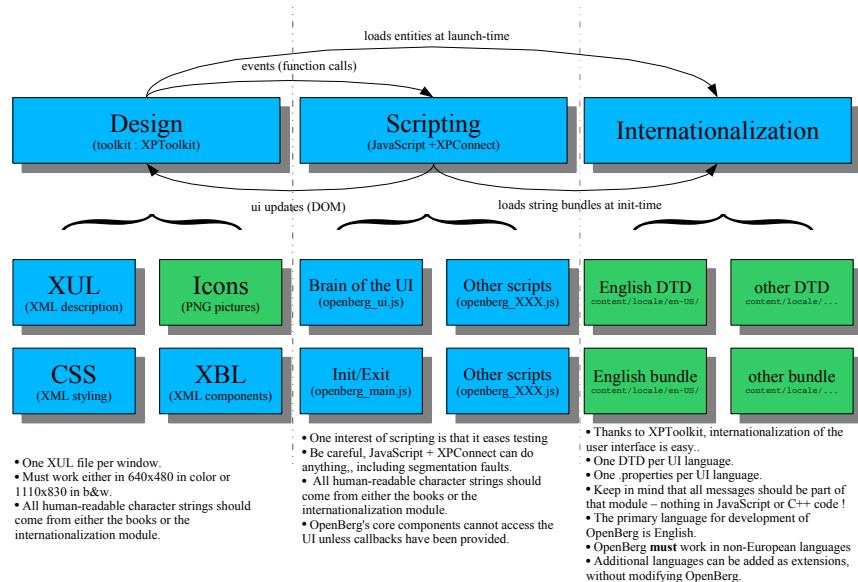 loads entities at launch-time
events (function calls)
Design
(toolkit : XPToolkit)
Scripting
(JavaScript +XPConnect)
Internationalization
ui updates (DOM)
loads string bundles at init-time
XUL
(XML description)
Icons
(PNG pictures)
Brain of the UI
(openberg_ui.js)
Other scripts
(openberg_XXX.js)
English DTD
content/locale/en-US/
other DTD
content/locale/...
CSS
(XML styling)
XBL
(XML components)
Init/Exit
(openberg_main.js)
Other scripts
(openberg_XXX.js)
English bundle
content/locale/en-US/
other bundle
content/locale/...
• One XUL file per window.
• Must work either in 640x480 in color or
1110x830 in b&w.
• All human-readable character strings should
come from either the books or the
internationalization module.
• One interest of scripting is that it eases testing
• Be careful, JavaScript + XPConnect can do
anything,, including segmentation faults.
• All human-readable character strings should
come from either the books or the
internationalization module.
• OpenBerg's core components cannot access the
UI unless callbacks have been provided.
• Thanks to XPToolkit, internationalization of the
user interface is easy..
• One DTD per UI language.
• One .properties per UI language.
• Keep in mind that all messages should be part of
that module – nothing in JavaScript or C++ code !
• The primary language for development of
OpenBerg is English.
• OpenBerg must work in non-European languages
• Additional languages can be added as extensions,
without modifying OpenBerg.